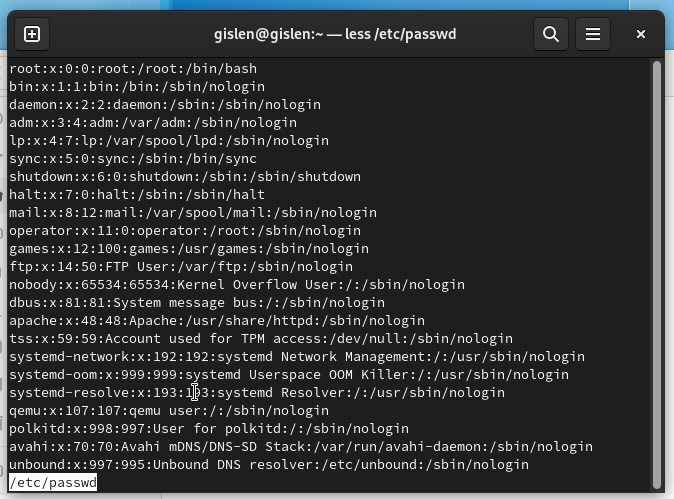 gislen@gislen:~ — less /etc/passwd
root:x:0:0:root:/root:/bin/bash
bin:x:1:1:bin:/bin:/sbin/nologin
daemon:x:2:2:daemon:/sbin:/sbin/nologin
adm:x:3:4:adm:/var/adm:/sbin/nologin
lp:x:4:7:lp:/var/spool/lpd:/sbin/nologin
sync:x:5:0:sync:/sbin:/bin/sync
shutdown:x:6:0:shutdown:/sbin:/sbin/shutdown
halt:x:7:0:halt:/sbin:/sbin/halt
mail:x:8:12:mail:/var/spool/mail:/sbin/nologin
operator:x:11:0:operator:/root:/sbin/nologin
games:x:12:100:games:/usr/games:/sbin/nologin
ftp:x:14:50:FTP User:/var/ftp:/sbin/nologin
nobody:x:65534:65534:Kernel Overflow User:/:/sbin/nologin
dbus:x:81:81:System message bus:/:/sbin/nologin
apache:x:48:48:Apache:/usr/share/httpd:/sbin/nologin
tss:x:59:59:Account used for TPM access:/dev/null:/sbin/nologin
systemd-network:x:192:192:systemd Network Management:/:/usr/sbin/nologin
systemd-oom:x:999:999:systemd Userspace OOM Killer:/:/usr/sbin/nologin
systemd-resolve:x:193:193:systemd Resolver:/:/usr/sbin/nologin
qemu:x:107:107:qemu user:/:/sbin/nologin
polkitd:x:998:997:User for polkitd:/:/sbin/nologin
avahi:x:70:70:Avahi mDNS/DNS-SD Stack:/var/run/avahi-daemon:/sbin/nologin
unbound:x:997:995:Unbound DNS resolver:/etc/unbound:/sbin/nologin
/etc/passwd